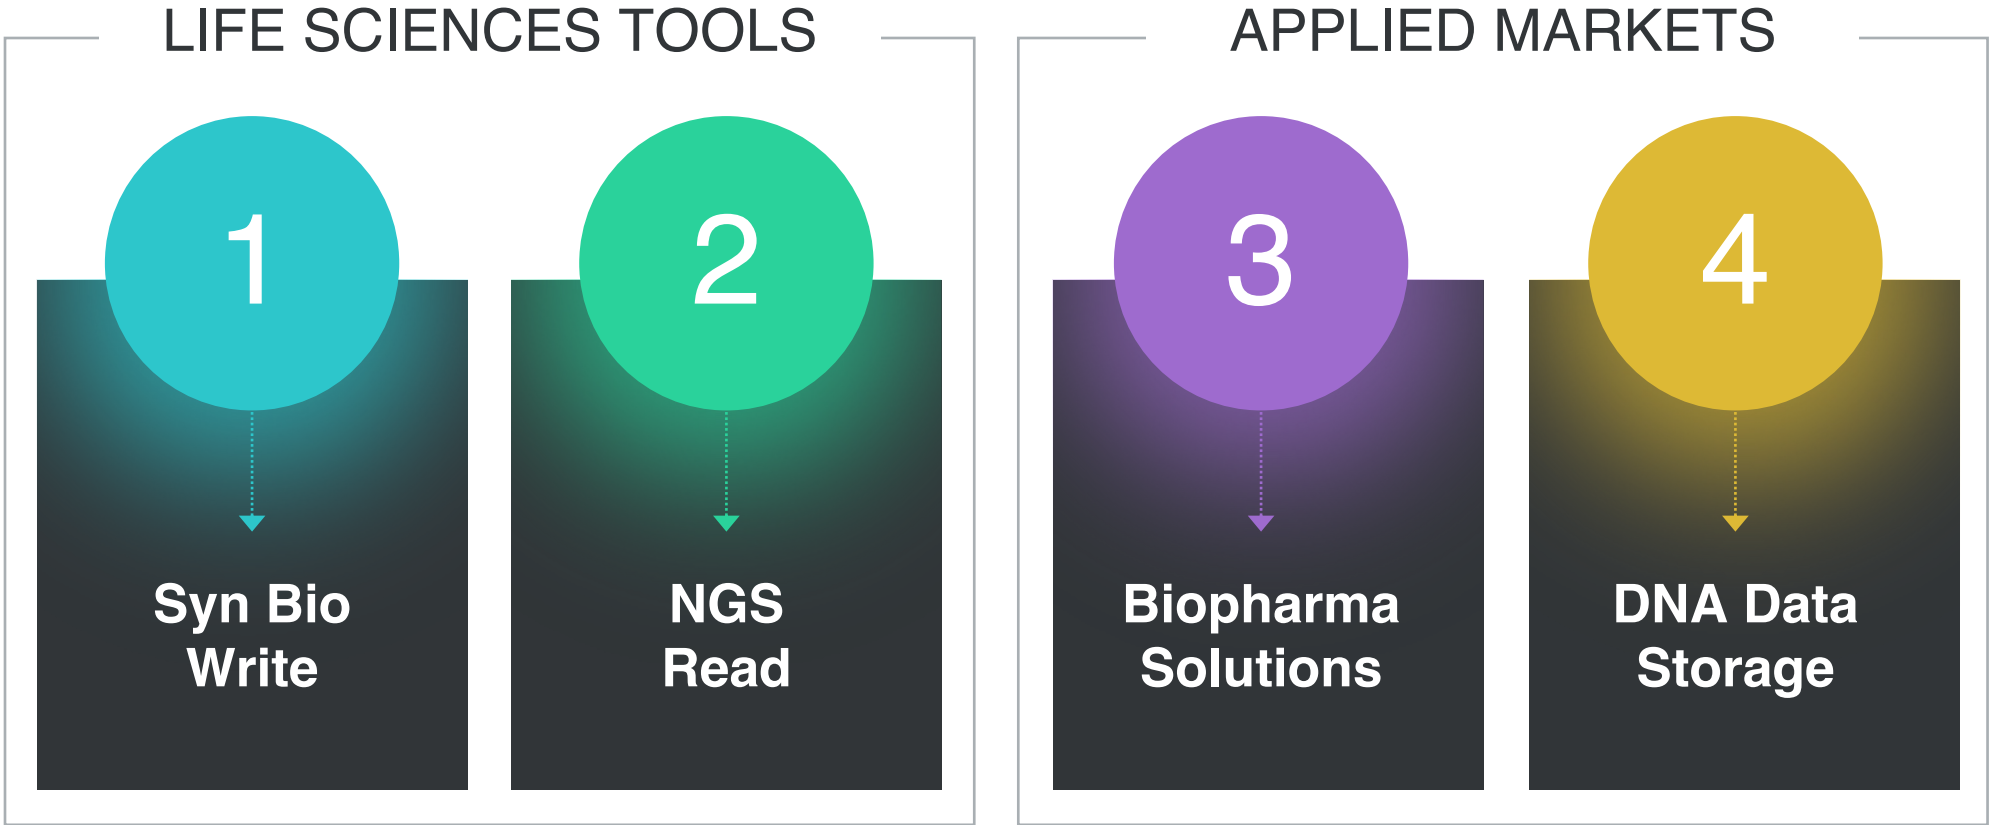 LIFE SCIENCES TOOLS
1
Syn Bio
Write
2
NGS
Read
APPLIED MARKETS
3
Biopharma
Solutions
4
DNA Data
Storage